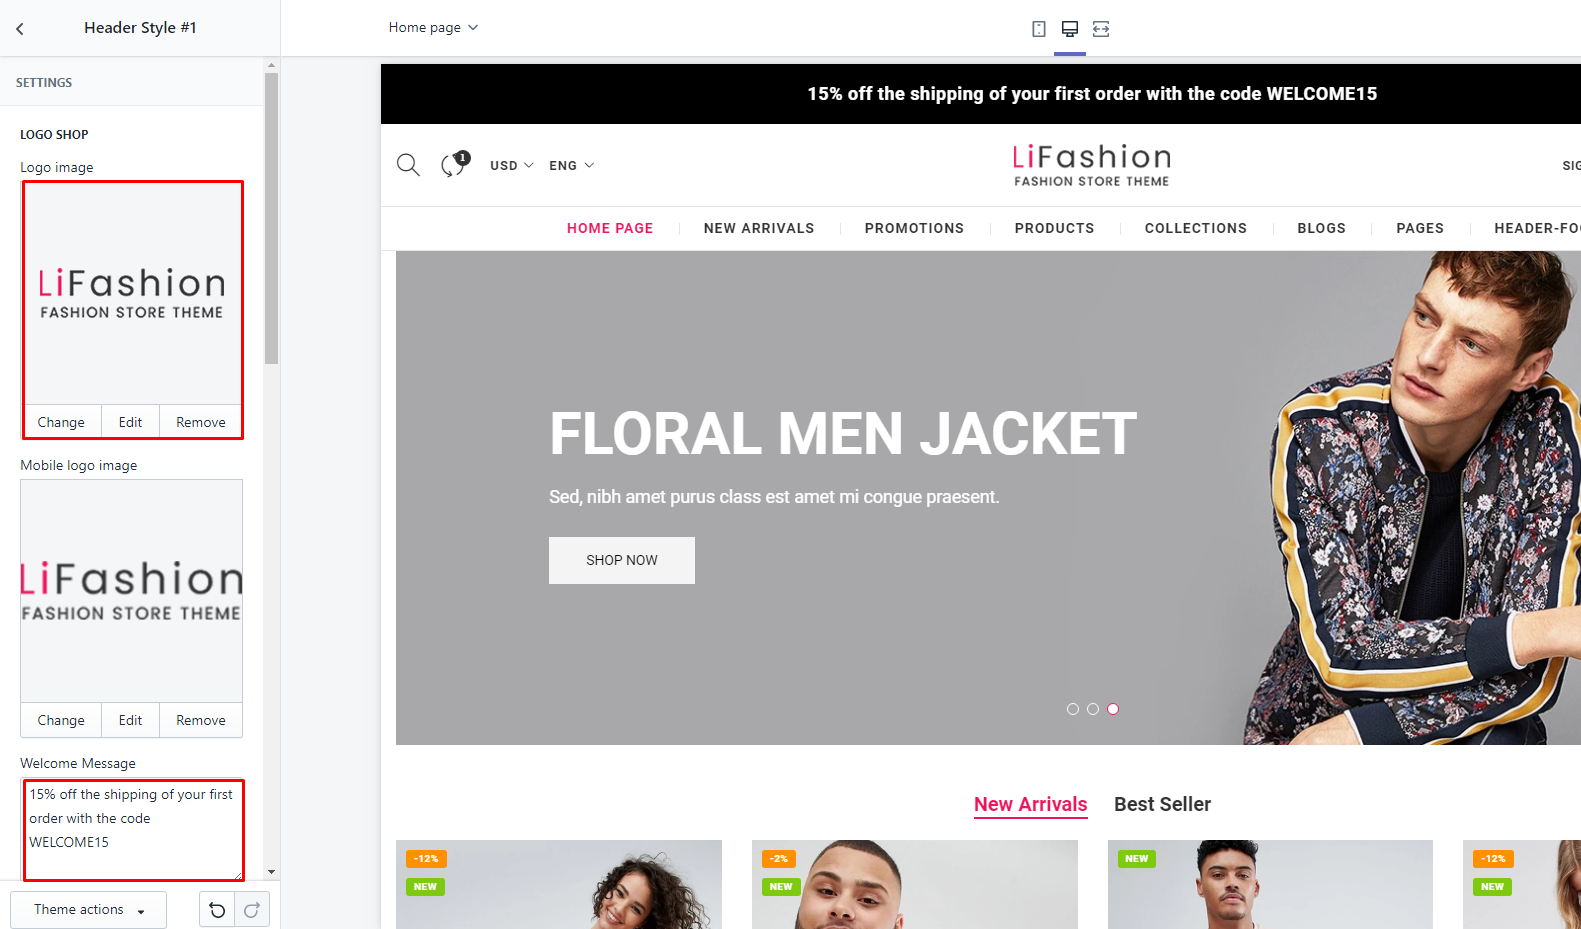 Header Style #1
Home page
SETTINGS
LOGO SHOP
Logo image
LiFashion
FASHION STORE THEME
Change
Edit
Remove
Mobile logo image
LiFashion
FASHION STORE THEME
Change
Edit
Remove
Welcome Message
15% off the shipping of your first
order with the code
WELCOME15
Theme actions
15% off the shipping of your first order with the code WELCOME15
1
USD
ENG
LiFashion
FASHION STORE THEME
SIG
HOME PAGE
NEW ARRIVALS
PROMOTIONS
PRODUCTS
COLLECTIONS
BLOGS
PAGES
HEADER-FO
FLORAL MEN JACKET
Sed, nibh amet purus class est amet mi congue praesent.
SHOP NOW
New Arrivals
Best Seller
-12%
NEW
-2%
NEW
NEW
-12%
NEW